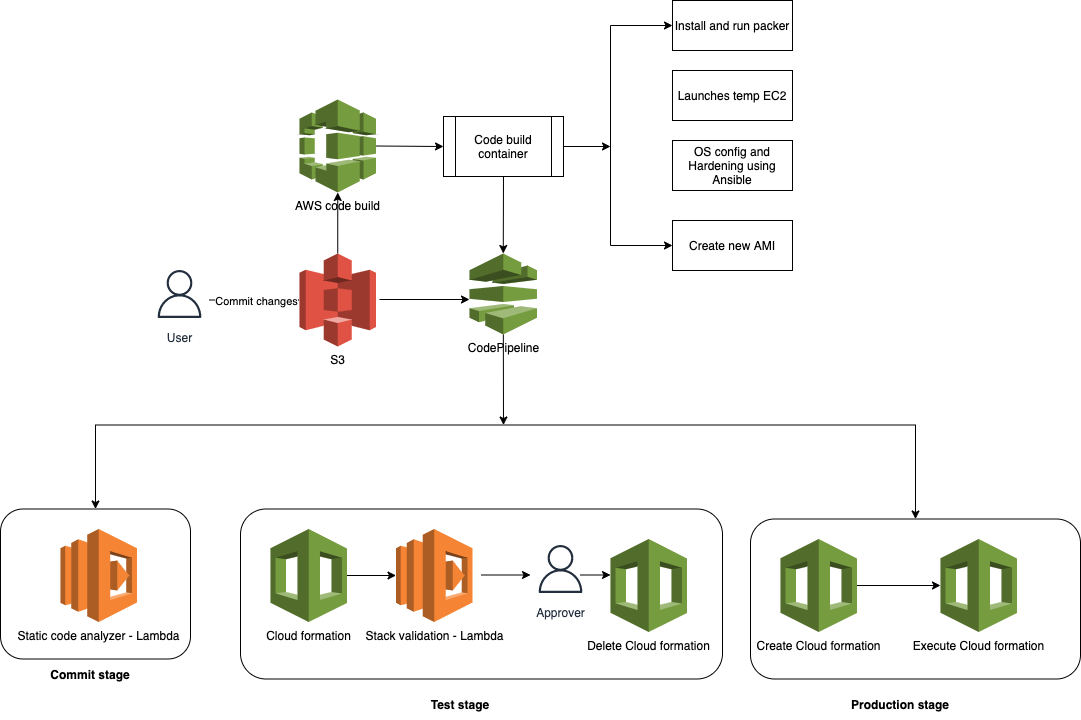 Install and run packer
Launches temp EC2
Code build
container
OS config and
Hardening using
Ansible
AWS code build
Create new AMI
Commit changes
User
S3
CodePipeline
Static code analyzer - Lambda
Cloud formation
Stack validation - Lambda
Approver
Delete Cloud formation
Create Cloud formation
Execute Cloud formation
Commit stage
Test stage
Production stage